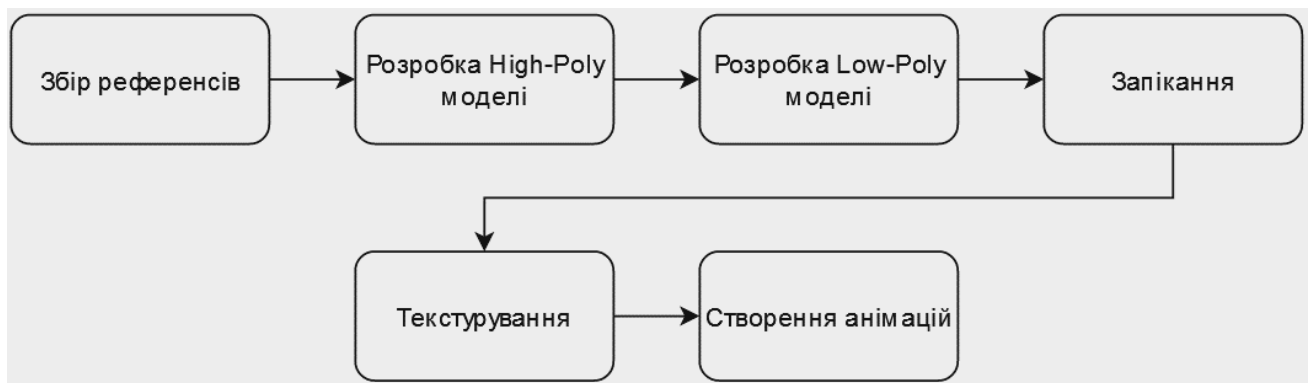 Збір референсів
Розробка High-Poly
моделі
Розробка Low-Poly
моделі
Запікання
Текстурування
Створення анімацій